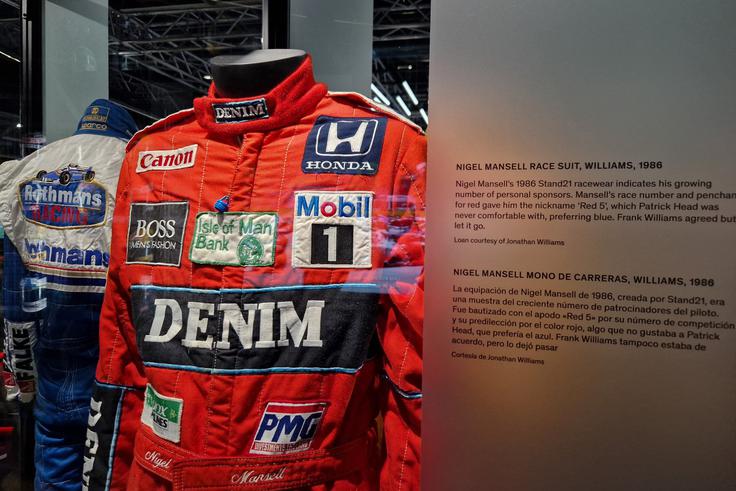 DENIM
Canon
HONDA
BOSS
MEN'S FASHION
Isle of Man
Bank
Mobil
1
DENIM
PMG
Nigel Mansell
DENIM
sparco
Rothmans
RACING
Rothmans
FALKE
NIGEL MANSELL RACE SUIT, WILLIAMS, 1986
Nigel Mansell's 1986 Stand21 racewear indicates his growing
number of personal sponsors. Mansell's race number and penchan
for red gave him the nickname 'Red 5', which Patrick Head was
never comfortable with, preferring blue. Frank Williams agreed but
let it go.
Loan courtesy of Jonathan Williams
NIGEL MANSELL MONO DE CARRERAS, WILLIAMS, 1986
La equipación de Nigel Mansell de 1986, creada por Stand21, era
una muestra del creciente número de patrocinadores del piloto.
Fue bautizado con el apodo «Red 5» por su número de competición
y su predilección por el color rojo, algo que no gustaba a Patrick
Head, que prefería el azul. Frank Williams tampoco estaba de
acuerdo, pero lo dejó pasar
Cortesía de Jonathan Williams